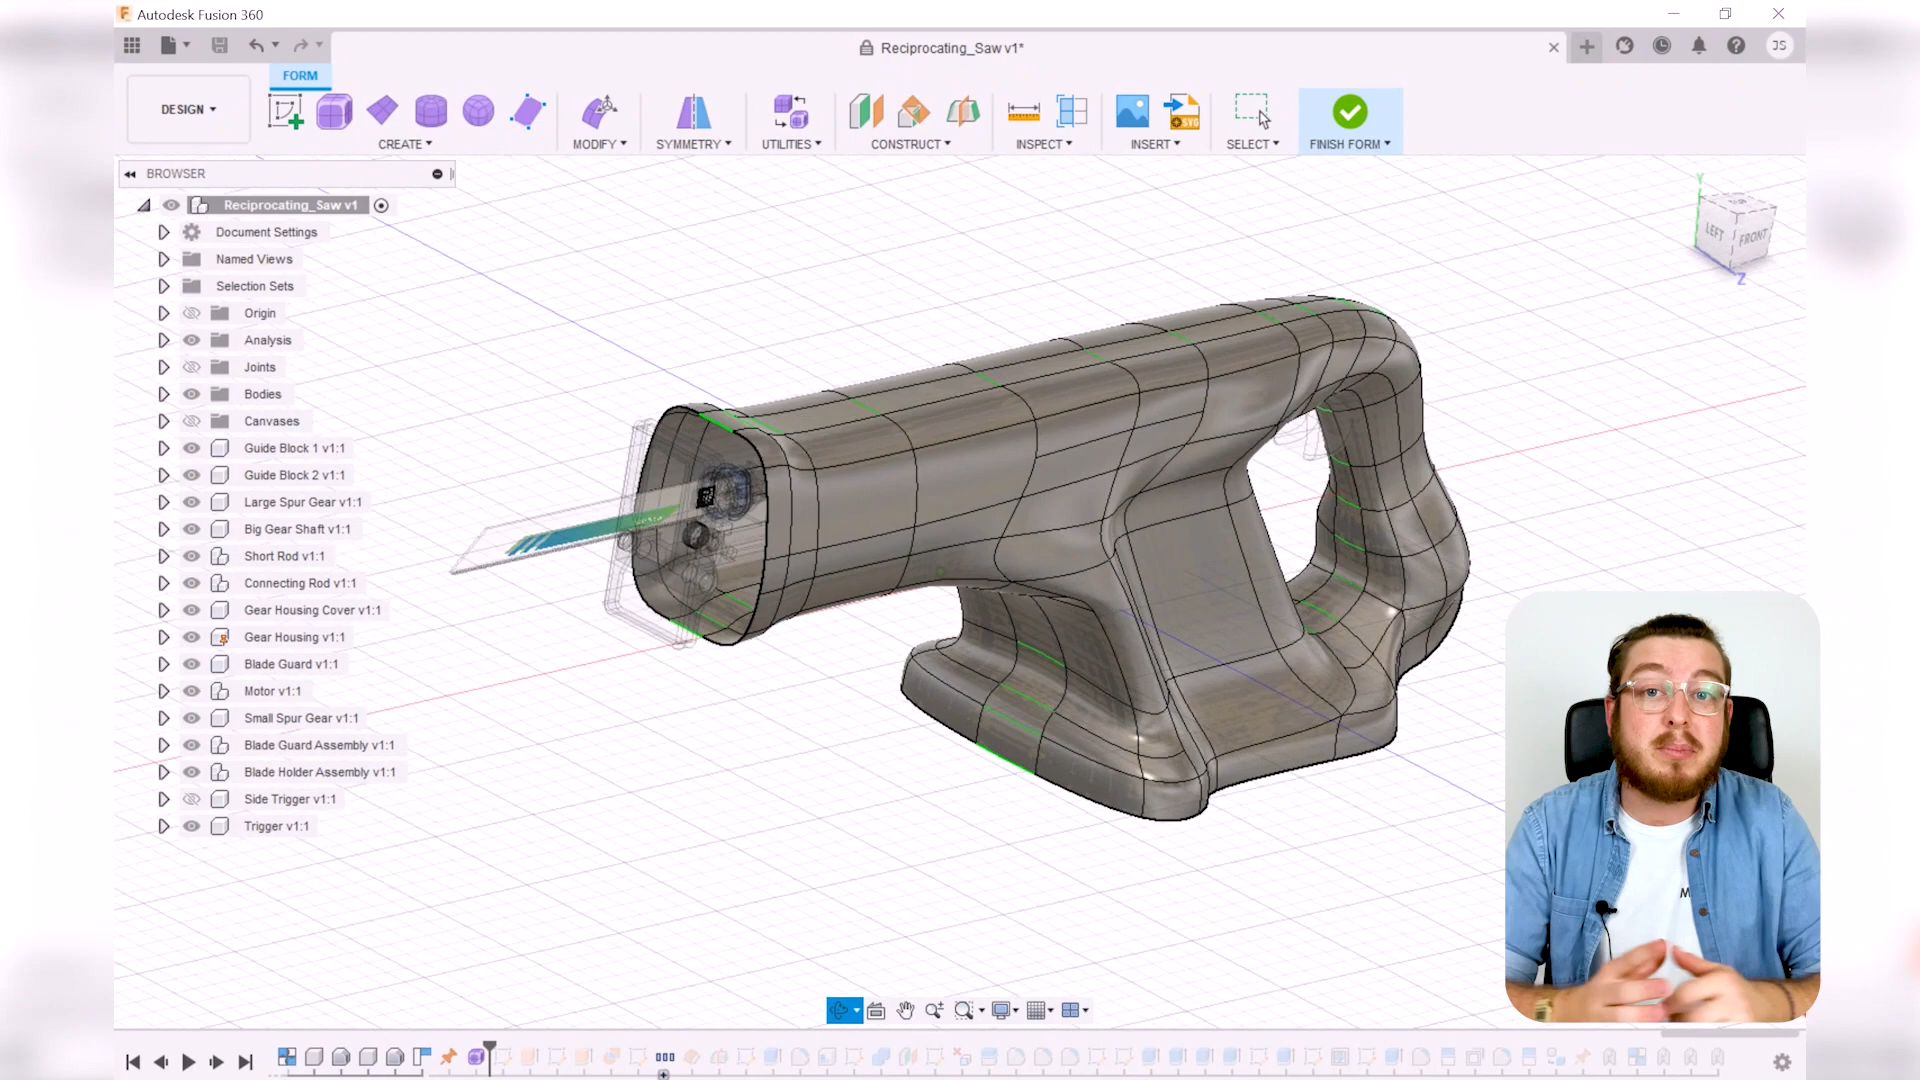 Autodesk Fusion 360
Reciprocating_Saw v1*
JS
FORM
DESIGN
CREATE
MODIFY
SYMMETRY
UTILITIES
CONSTRUCT
INSPECT
INSERT
SELECT
FINISH FORM
SVG
BROWSER
Reciprocating_Saw v1
Document Settings
Named Views
Selection Sets
Origin
Analysis
Joints
Bodies
Canvases
Guide Block 1 v1:1
Guide Block 2 v1:1
Large Spur Gear v1:1
Big Gear Shaft v1:1
Short Rod v1:1
Connecting Rod v1:1
Gear Housing Cover v1:1
Gear Housing v1:1
Blade Guard v1:1
Motor v1:1
Small Spur Gear v1:1
Blade Guard Assembly v1:1
Blade Holder Assembly v1:1
Side Trigger v1:1
Trigger v1:1
Y
LEFT
FRONT
Z
M